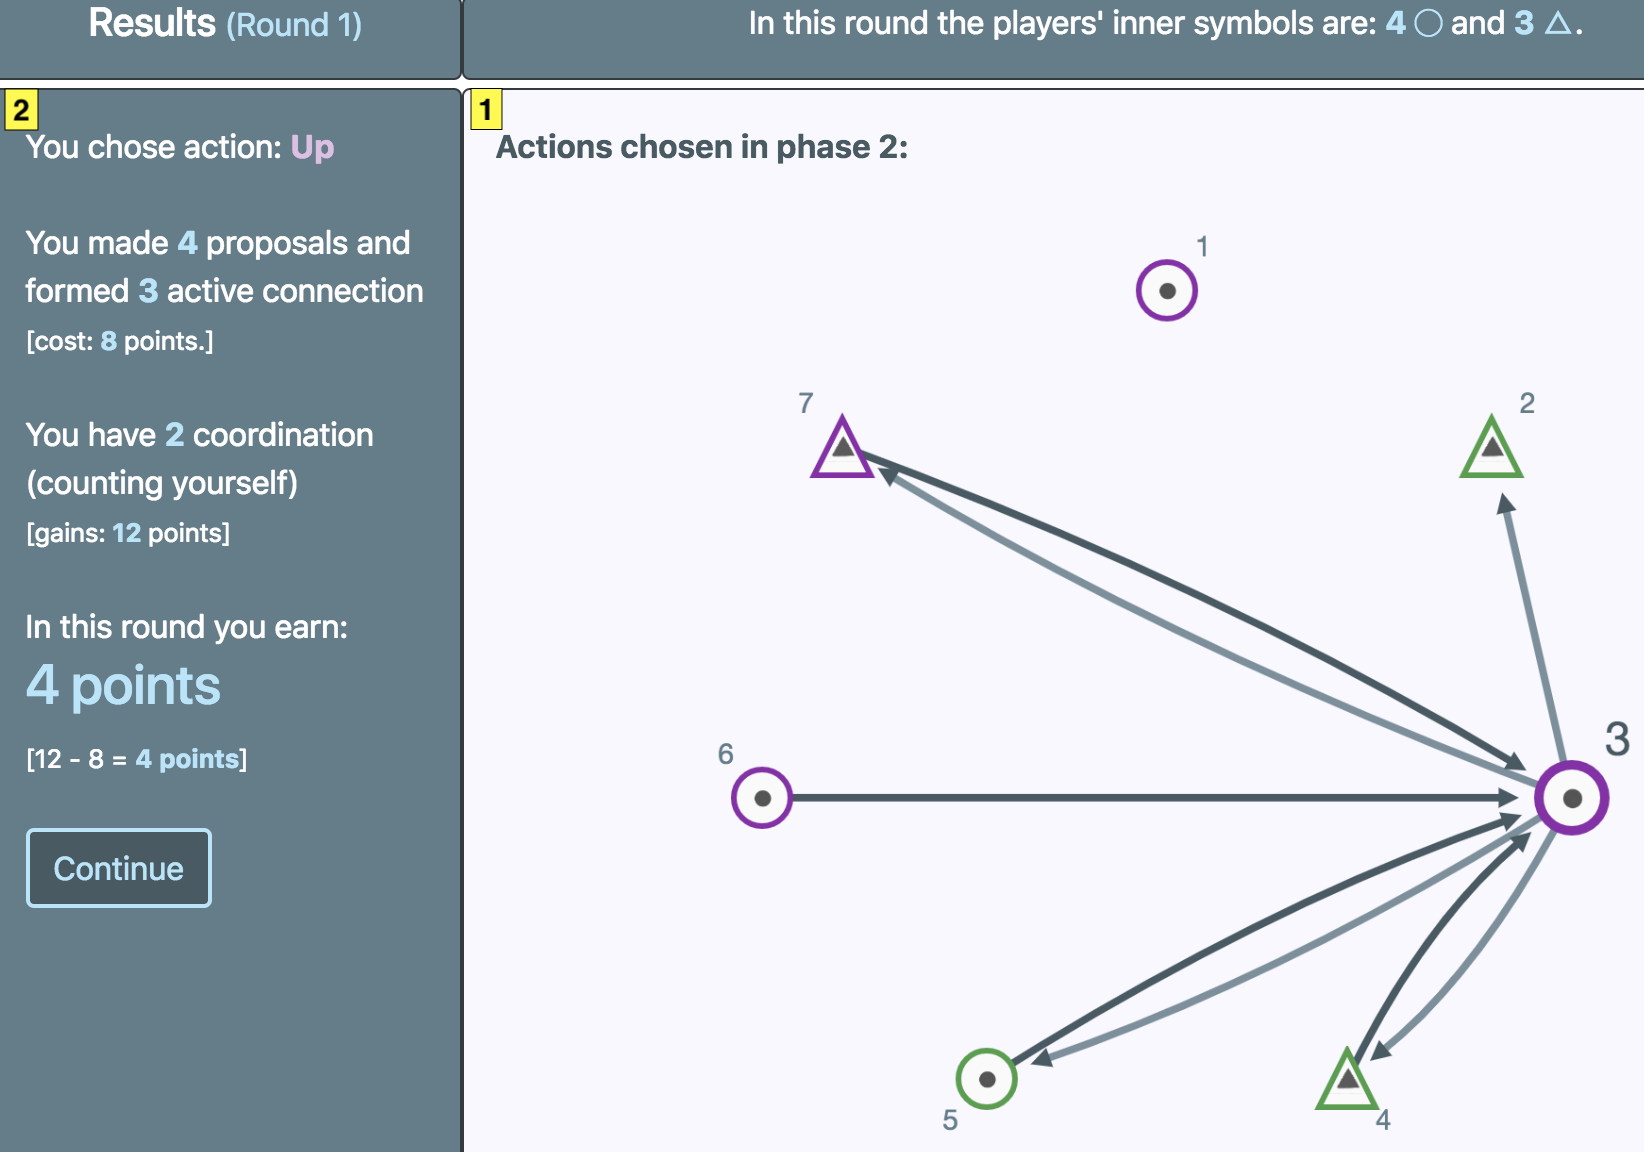 Results (Round 1)
In this round the players' inner symbols are: 4 ○ and 3 △.
2
You chose action: Up
You made 4 proposals and
formed 3 active connection
[cost: 8 points.]
You have 2 coordination
(counting yourself)
[gains: 12 points]
In this round you earn:
4 points
[12 - 8 = 4 points]
Continue
1
Actions chosen in phase 2:
1
7
2
6
3
5
4